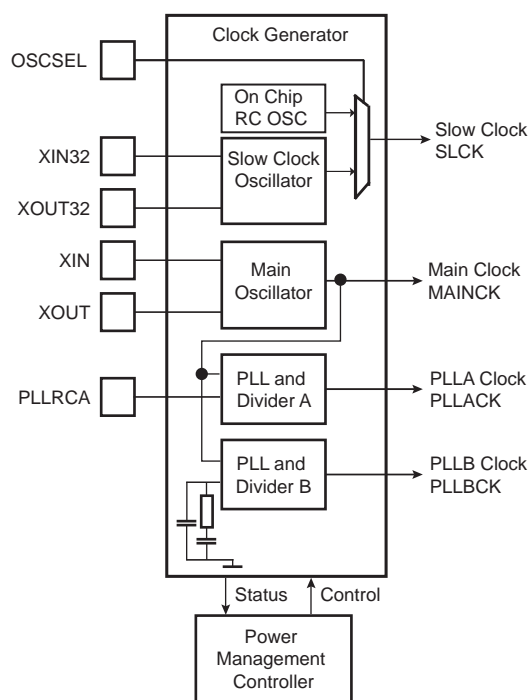 Clock Generator
OSCSEL
On Chip
RC OSC
Slow Clock
SLCK
XIN32
Slow Clock
Oscillator
XOUT32
XIN
Main
Oscillator
Main Clock
MAINCK
XOUT
PLLRCA
PLL and
Divider A
PLLA Clock
PLLACK
PLL and
Divider B
PLLB Clock
PLLBCK
Status
Control
Power
Management
Controller